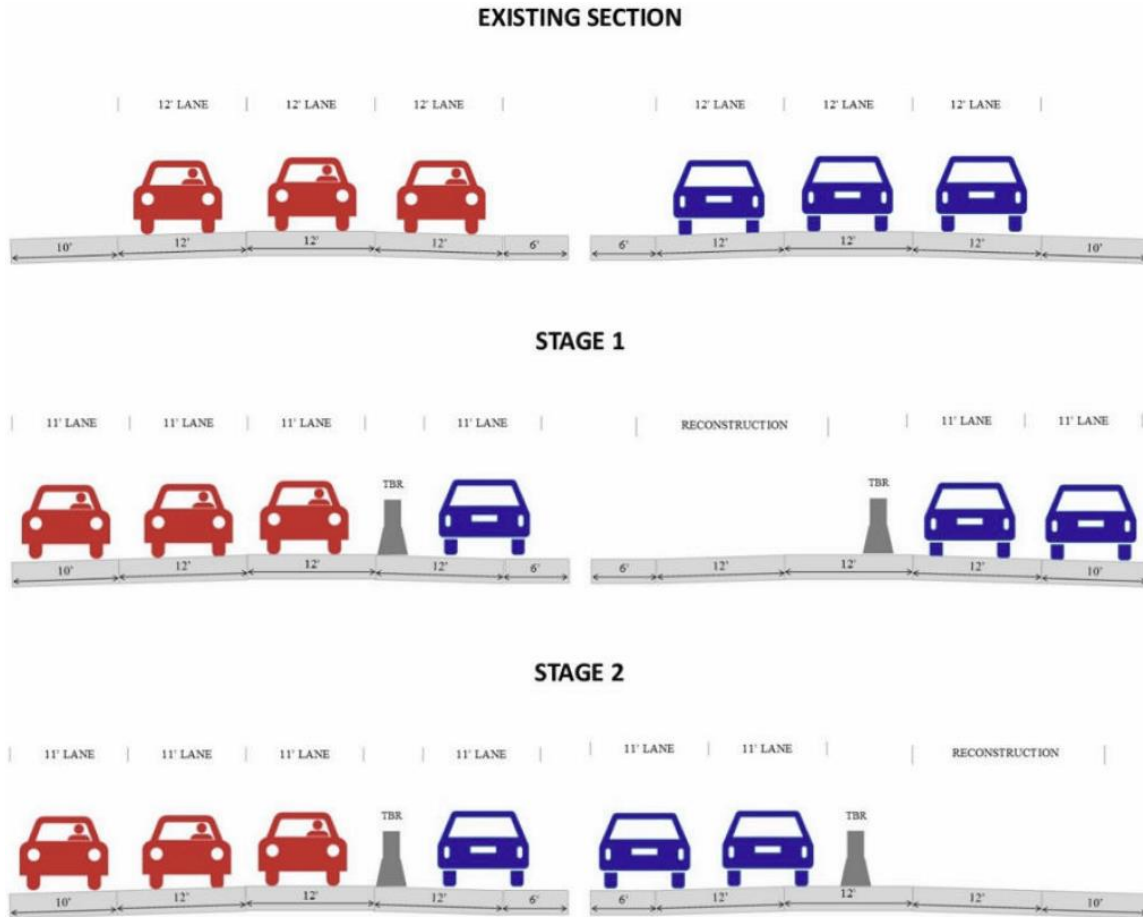 EXISTING SECTION
12' LANE 12' LANE 12' LANE 12' LANE 12' LANE 12' LANE
10' 12' 12' 12' 6' 6' 12' 12' 12' 10'
STAGE 1
11' LANE 11' LANE 11' LANE 11' LANE RECONSTRUCTION 11' LANE 11' LANE
TBR TBR
10' 12' 12' 12' 6' 6' 12' 12' 12' 10'
STAGE 2
11' LANE 11' LANE 11' LANE 11' LANE 11' LANE 11' LANE RECONSTRUCTION
TBR TBR
10' 12' 12' 12' 6' 6' 12' 12' 12' 10'